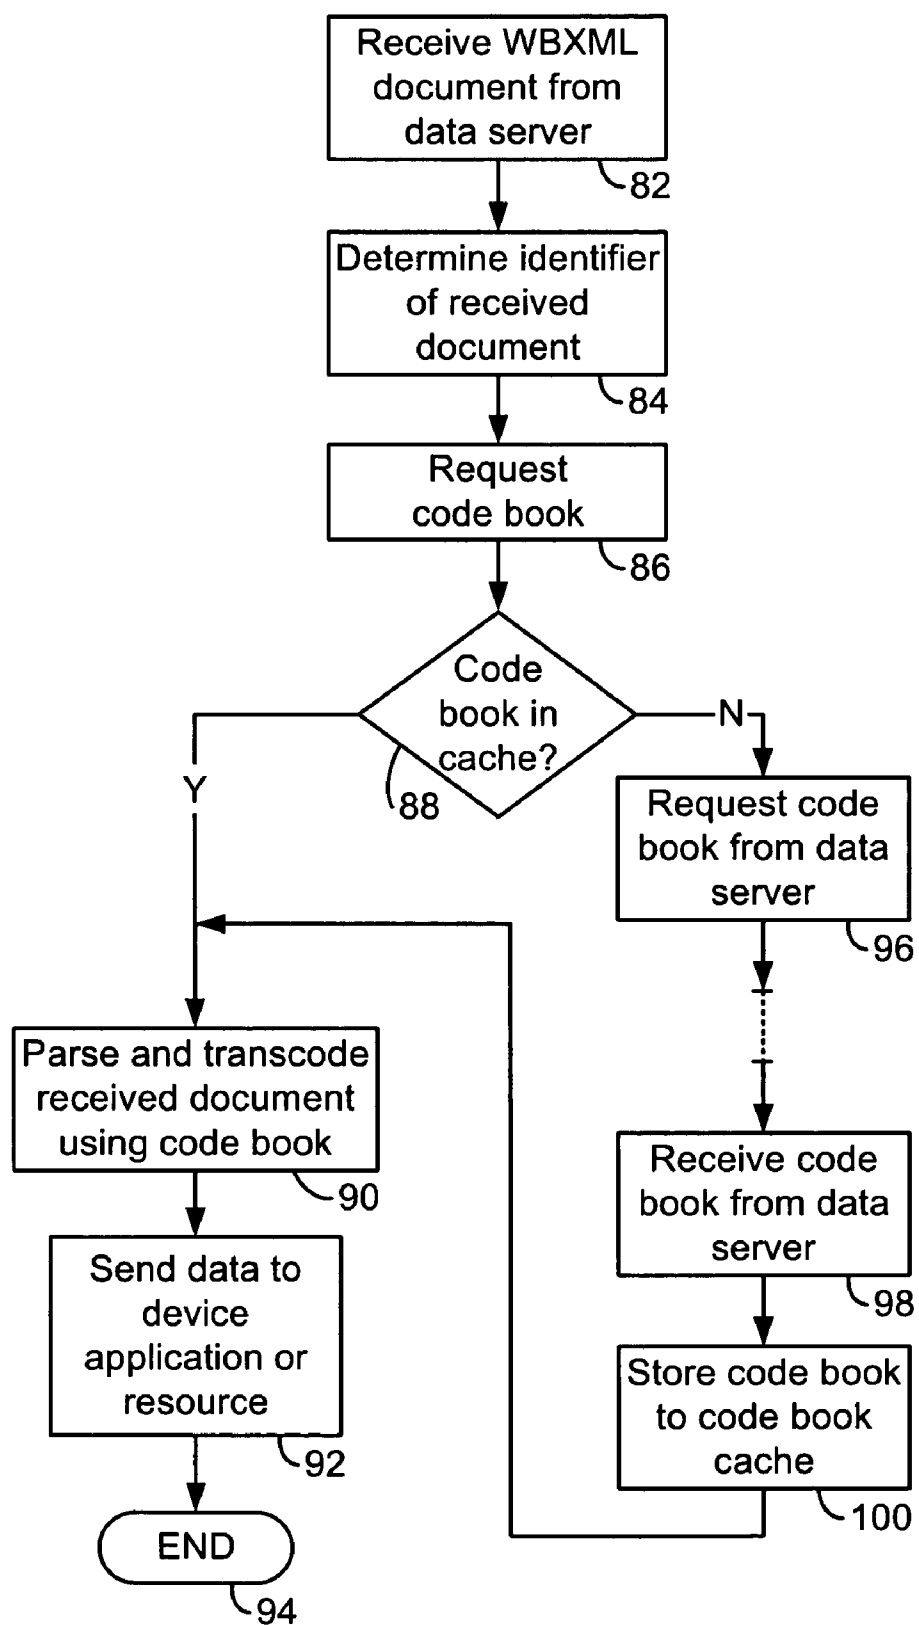 Receive WBXML
document from
data server
82
Determine identifier
of received
document
84
Request
code book
86
Code
book in
cache?
88
Y
N
Request code
book from data
server
96
Parse and transcode
received document
using code book
90
Receive code
book from data
server
98
Send data to
device
application or
resource
92
Store code book
to code book
cache
100
END
94